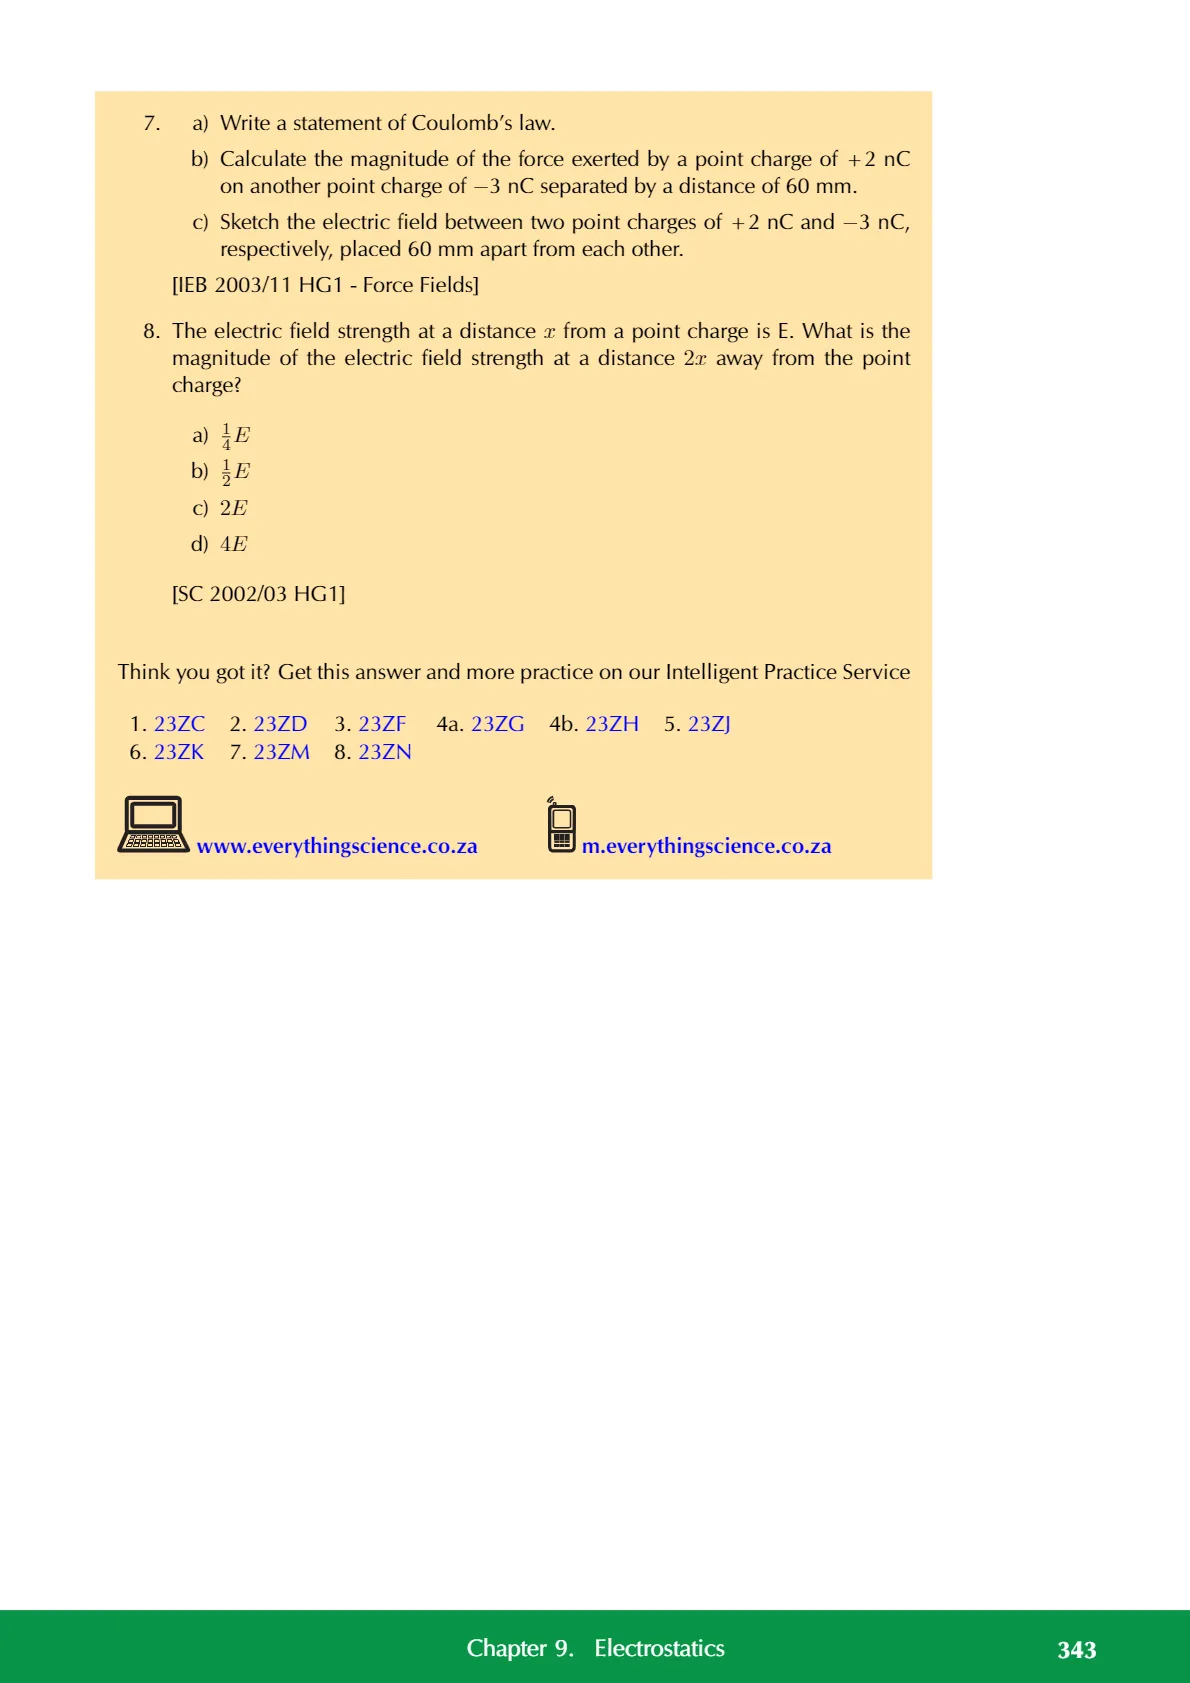 7. a) Write a statement of Coulomb's law.
b) Calculate the magnitude of the force exerted by a point charge of +2 nC
on another point charge of −3 nC separated by a distance of 60 mm.
c) Sketch the electric field between two point charges of +2 nC and −3 nC,
respectively, placed 60 mm apart from each other.
[IEB 2003/11 HG1 - Force Fields]
8. The electric field strength at a distance x from a point charge is E. What is the
magnitude of the electric field strength at a distance 2x away from the point
charge?
a) 1/4 E
b) 1/2 E
c) 2E
d) 4E
[SC 2002/03 HG1]
Think you got it? Get this answer and more practice on our Intelligent Practice Service
1. 23ZC 2. 23ZD 3. 23ZF 4a. 23ZG 4b. 23ZH 5. 23ZJ
6. 23ZK 7. 23ZM 8. 23ZN
www.everythingscience.co.za m.everythingscience.co.za
Chapter 9. Electrostatics 343